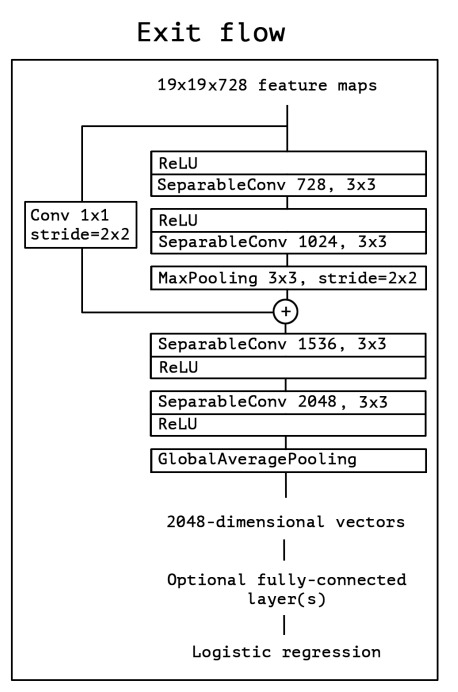 Exit flow
19x19x728 feature maps
ReLU
SeparableConv 728, 3x3
Conv 1x1
stride=2x2
ReLU
SeparableConv 1024, 3x3
MaxPooling 3x3, stride=2x2
+
SeparableConv 1536, 3x3
ReLU
SeparableConv 2048, 3x3
ReLU
GlobalAveragePooling
2048-dimensional vectors
Optional fully-connected
layer(s)
Logistic regression